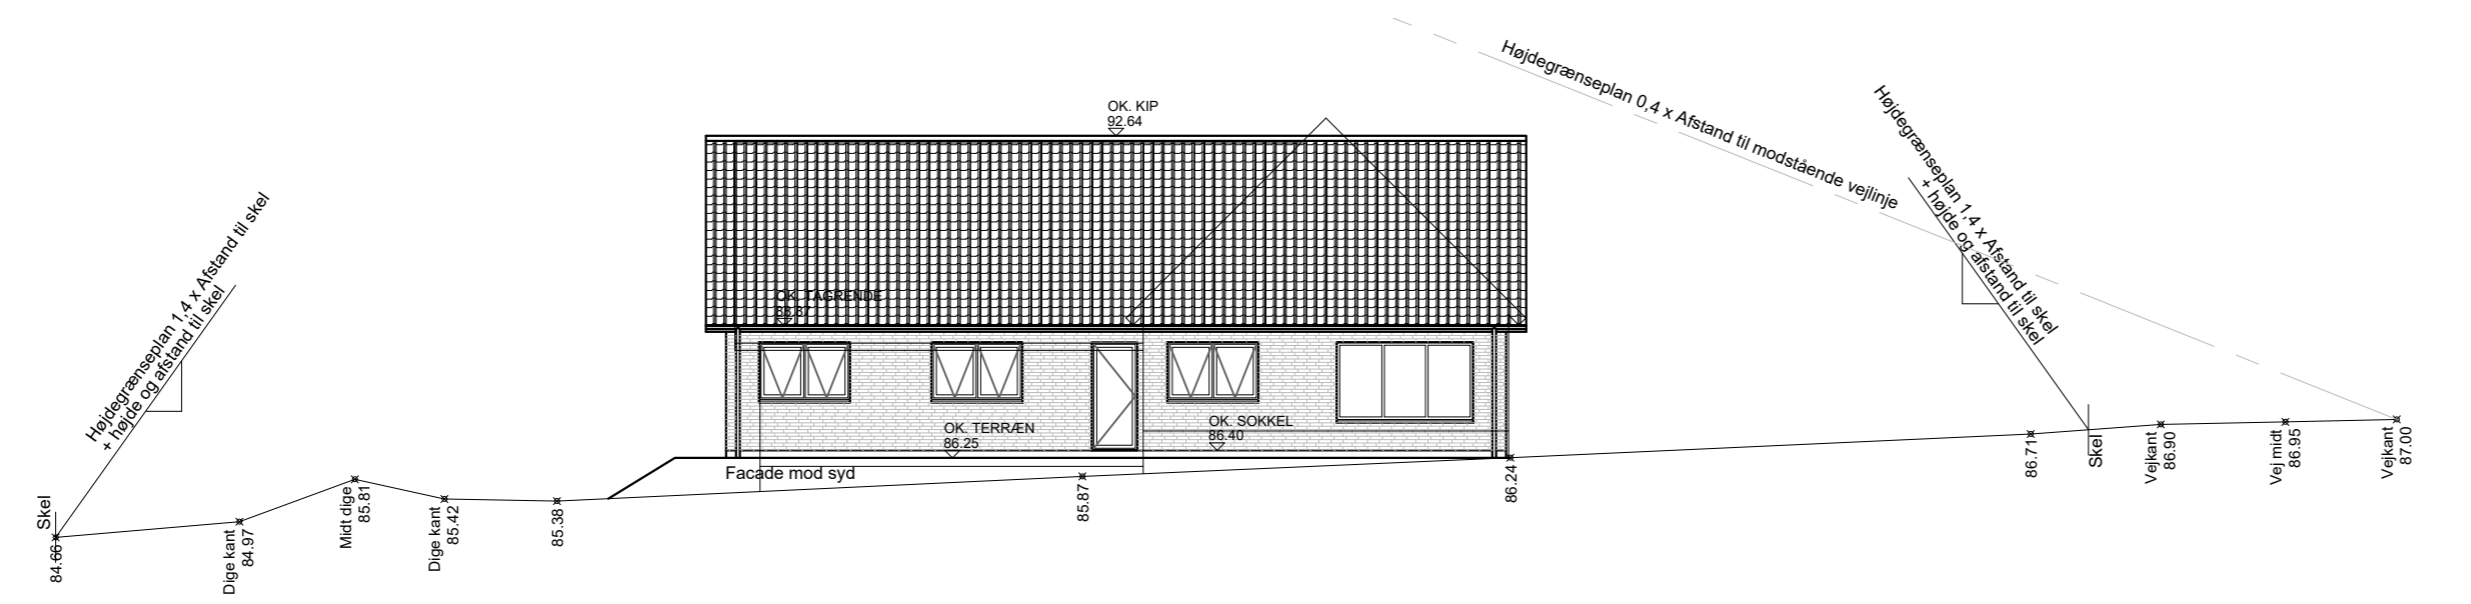 Højdegrænseplan 0,4 x Afstand til modstående vejlinje
Højdegrænseplan 1,4 x Afstand til skel
+ højde og afstand til skel
OK. KIP
92.64
Højdegrænseplan 1,4 x Afstand til skel
+ højde og afstand til skel
OK. TAGRENDE
88.87
OK. TERRÆN
86.25
OK. SOKKEL
86.40
Facade mod syd
Skel
84.66
Dige kant
84.97
Midt dige
85.81
Dige kant
85.42
85.38
85.87
86.24
86.71
Skel
Vejkant
86.90
Vej midt
86.95
Vejkant
87.00